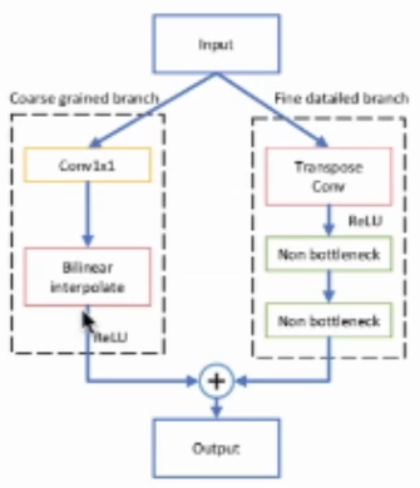 Input
Coarse grained branch
Fine datailed branch
Conv1x1
Bilinear
interpolate
ReLU
Transpose
Conv
ReLU
Non bottleneck
Non bottleneck
+
Output